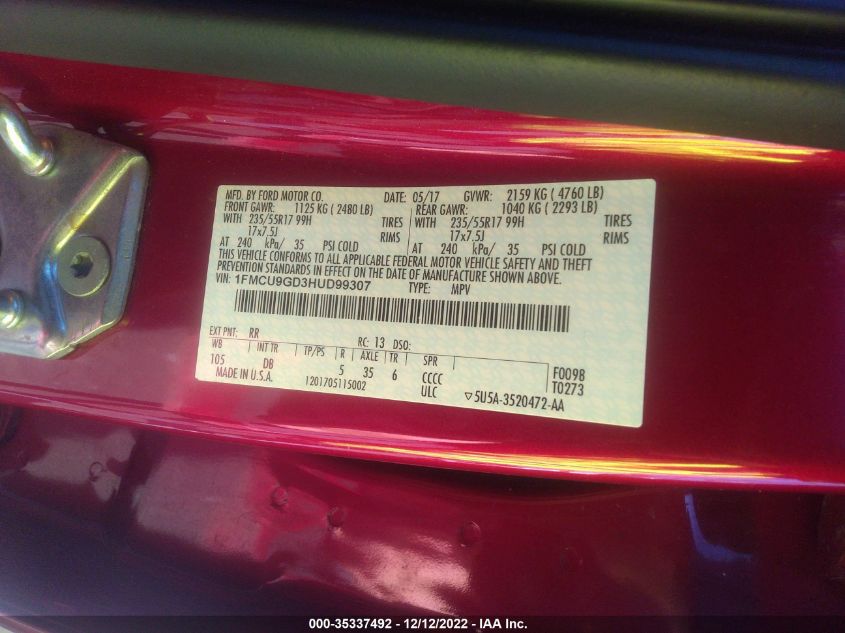 MFD. BY FORD MOTOR CO. DATE: 05/17 GVWR: 2159 KG ( 4760 LB)
FRONT GAWR: 1125 KG ( 2480 LB) REAR GAWR: 1040 KG ( 2293 LB)
WITH 235/55R17 99H TIRES WITH 235/55R17 99H TIRES
17x7.5J RIMS 17x7.5J RIMS
AT 240 kPa/ 35 PSI COLD AT 240 kPa/ 35 PSI COLD
THIS VEHICLE CONFORMS TO ALL APPLICABLE FEDERAL MOTOR VEHICLE SAFETY AND THEFT
PREVENTION STANDARDS IN EFFECT ON THE DATE OF MANUFACTURE SHOWN ABOVE.
VIN: 1FMCU9GD3HUD99307 TYPE: MPV
EXT PNT: RR RC: 13 DSO:
WB INT TR TP/PS R AXLE TR SPR
105 DB 5 35 6 CCCC F0098
MADE IN U.S.A. 1201705115002 ULC ▽5U5A-3520472-AA T0273
000-35337492 - 12/12/2022 - IAA Inc.